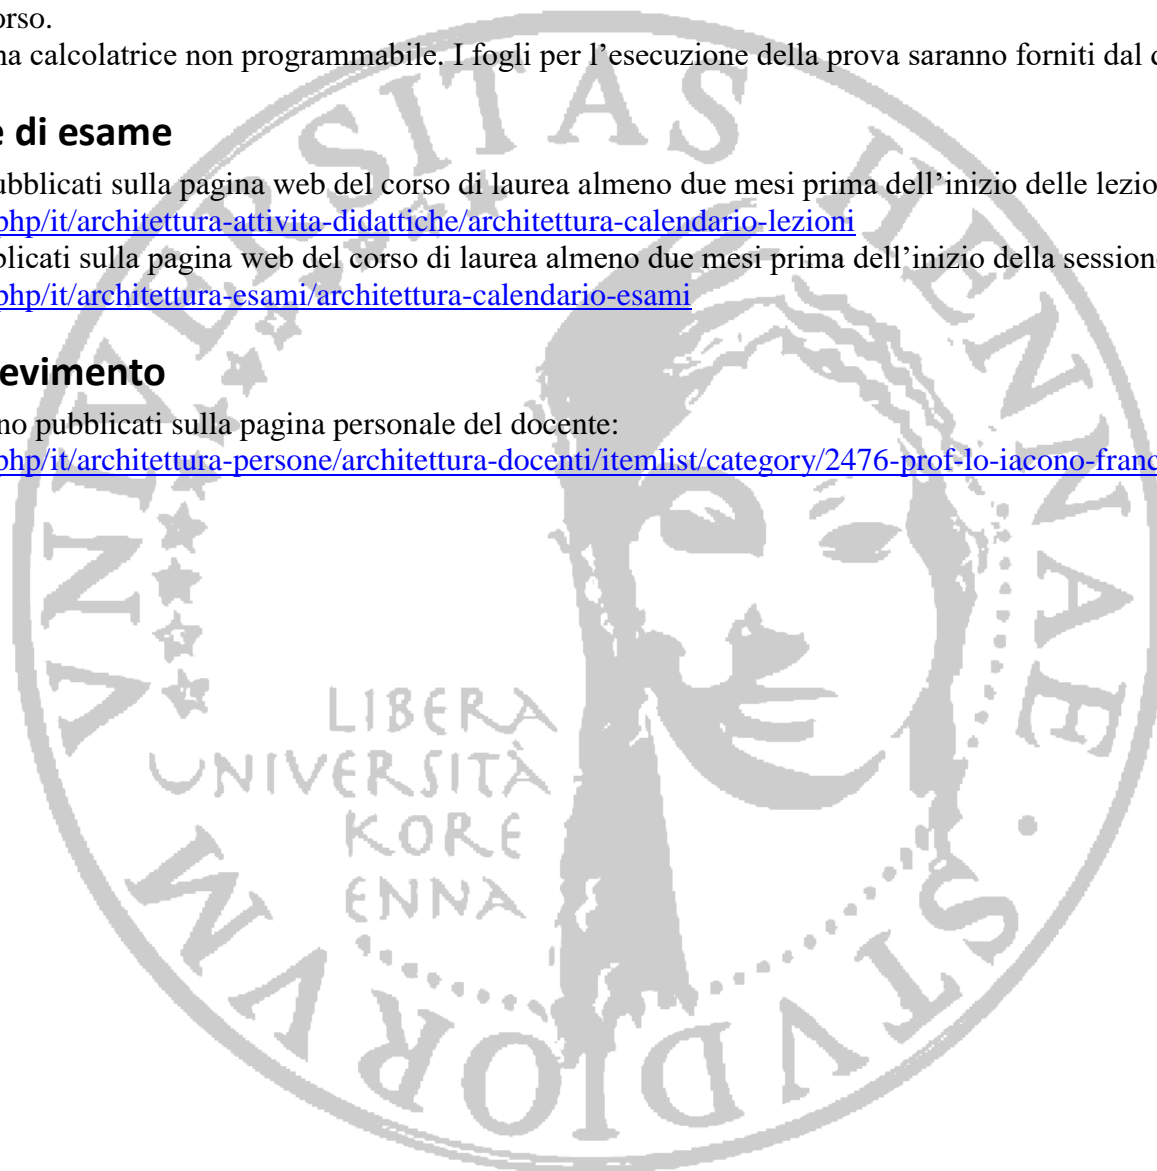 orso.
na calcolatrice non programmabile. I fogli per l’esecuzione della prova saranno forniti dal
e di esame
ubblicati sulla pagina web del corso di laurea almeno due mesi prima dell’inizio delle lezio
php/it/architettura-attivita-didattiche/architettura-calendario-lezioni
blicati sulla pagina web del corso di laurea almeno due mesi prima dell’inizio della session
php/it/architettura-esami/architettura-calendario-esami
evimento
no pubblicati sulla pagina personale del docente:
php/it/architettura-persone/architettura-docenti/itemlist/category/2476-prof-lo-iacono-franc
VNIVERSITAS HENNAE • STVDIORVM
LIBERA
UNIVERSITÀ
KORE
ENNA